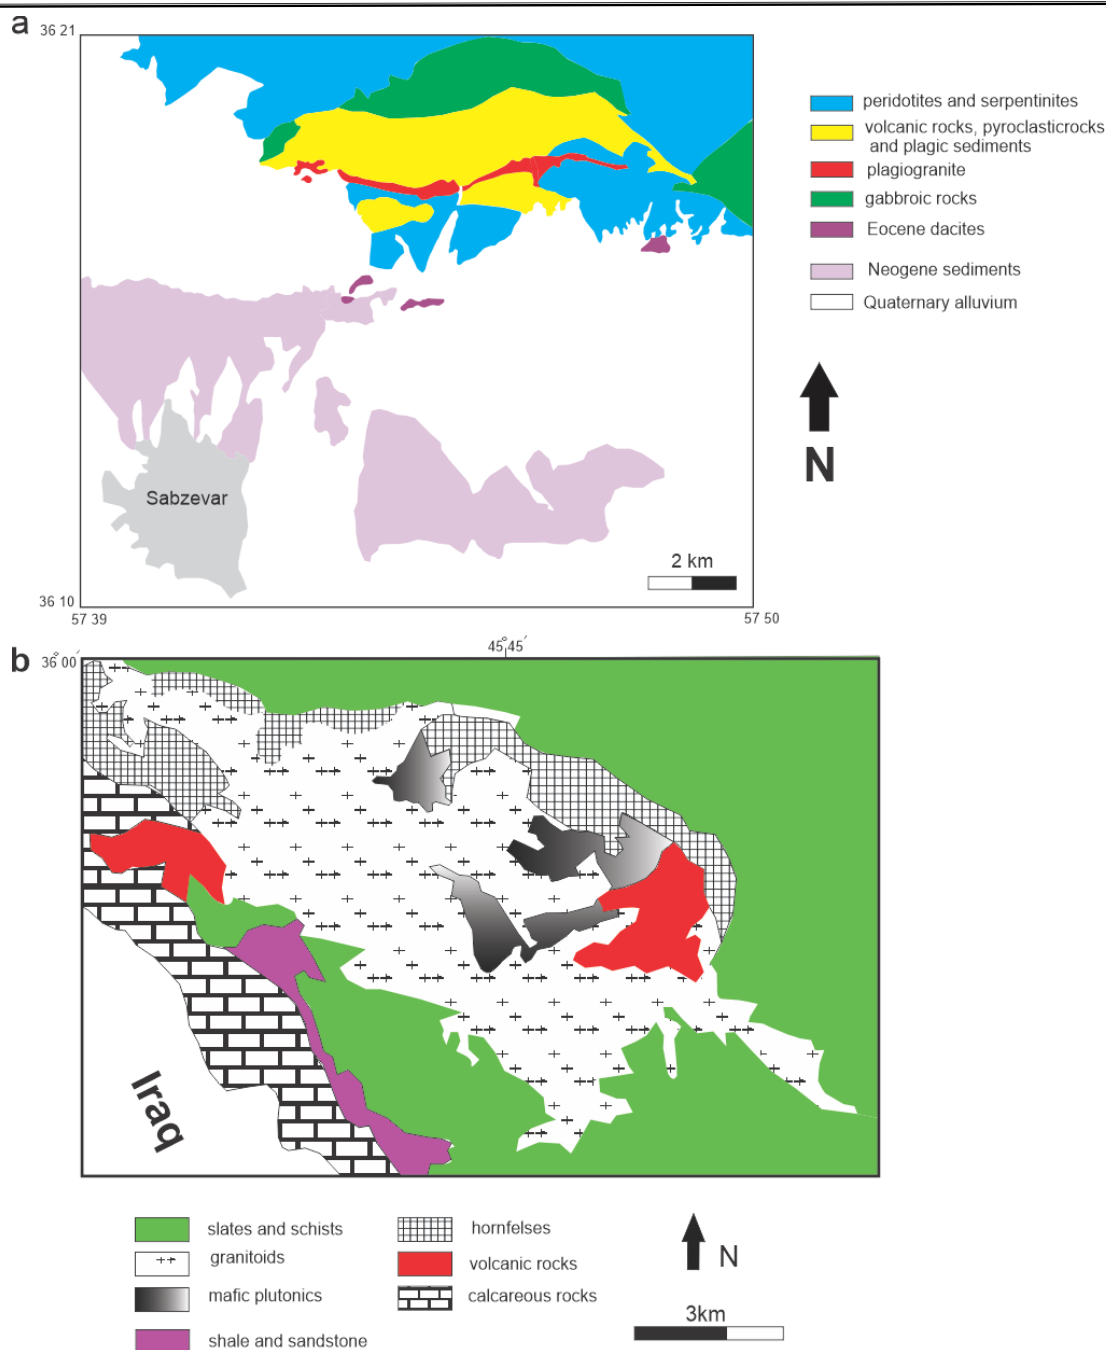 a
36 21
peridotites and serpentinites
volcanic rocks, pyroclasticrocks
and plagic sediments
plagiogranite
gabbroic rocks
Eocene dacites
Neogene sediments
Quaternary alluvium
N
Sabzevar
2 km
36 10
57 39
57 50
b
36°00′
45°45′
Iraq
slates and schists
hornfelses
granitoids
volcanic rocks
mafic plutonics
calcareous rocks
shale and sandstone
N
3km